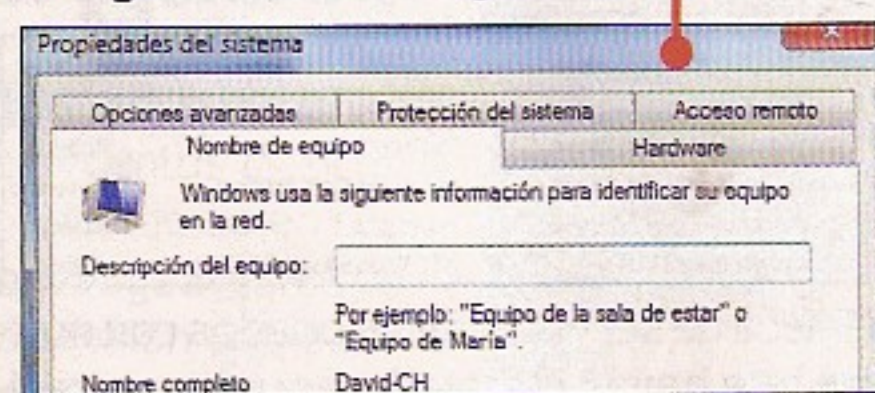 Propiedades del sistema
Opciones avanzadas Protección del sistema Acceso remoto
Nombre de equipo Hardware
Windows usa la siguiente información para identificar su equipo
en la red.
Descripción del equipo:
Por ejemplo: "Equipo de la sala de estar" o
"Equipo de María".
Nombre completo David-CH